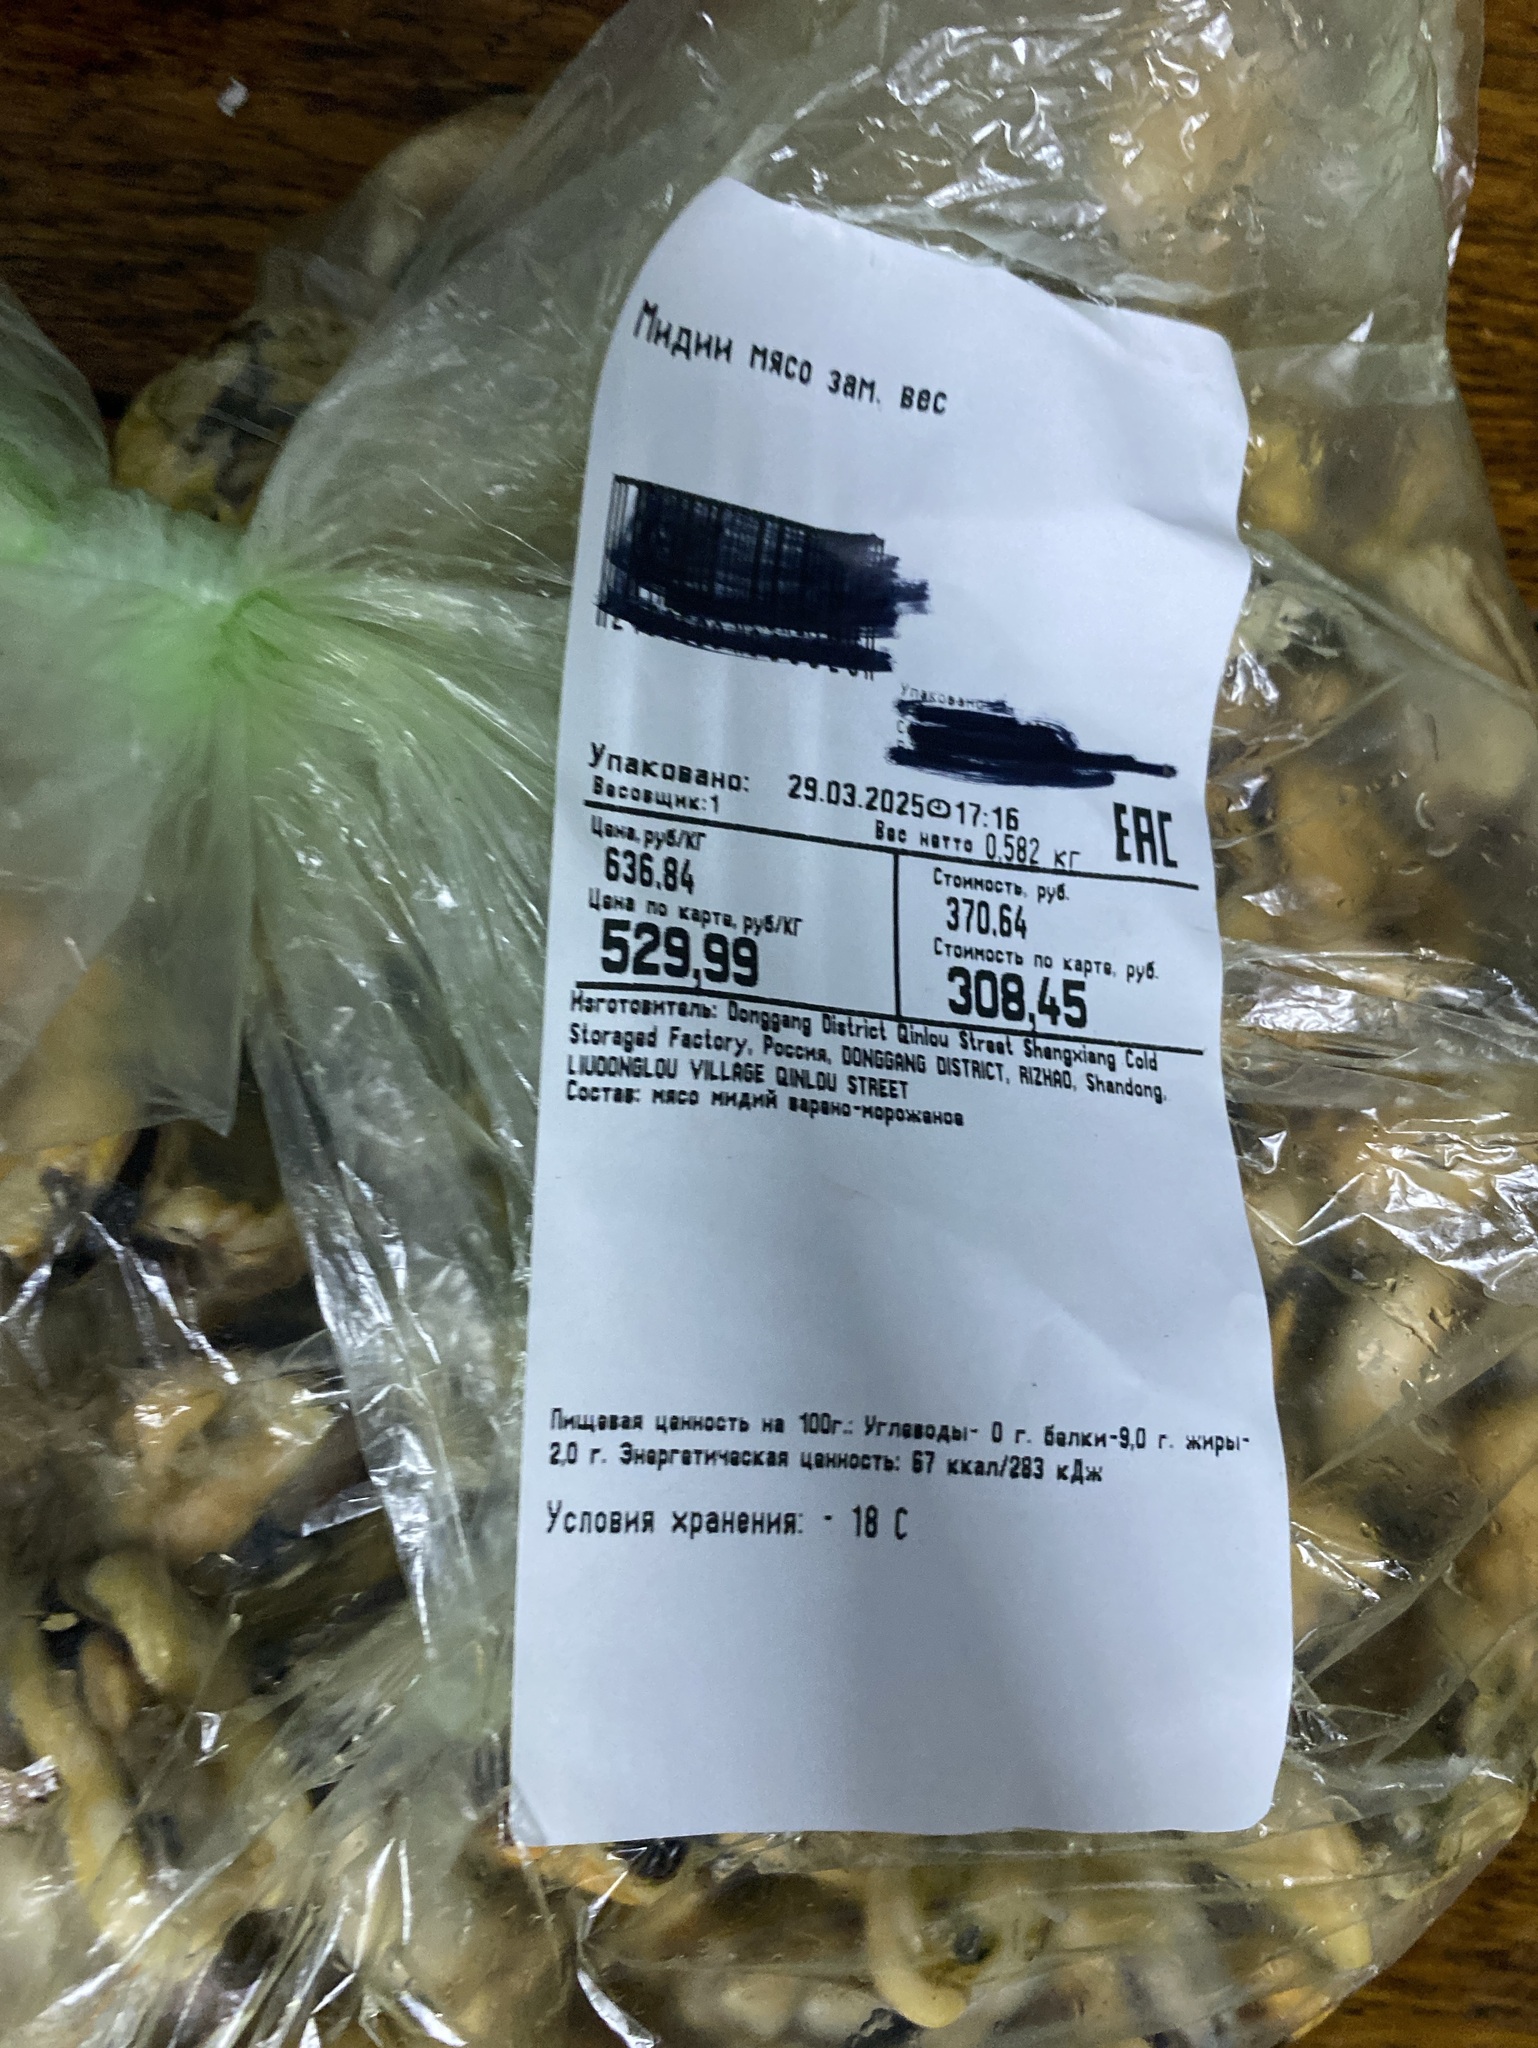 Мидии мясо зам. вес
Упаковано
Упаковано: 29.03.2025 17:16
Весовщик:1
Вес нетто 0,582 кг
EAC
Цена, руб/КГ
636,84
Цена по карте, руб/КГ
529,99
Стоимость, руб.
370,64
Стоимость по карте, руб.
308,45
Изготовитель: Donggang District Qinlou Street Shengxiang Cold
Storaged Factory, Россия, DONGGANG DISTRICT, RIZHAO, Shandong,
LIUDONGLOU VILLAGE QINLOU STREET
Состав: мясо мидий варено-мороженое
Пищевая ценность на 100г.: Углеводы- 0 г. белки-9,0 г. жиры-
2,0 г. Энергетическая ценность: 67 ккал/283 кДж
Условия хранения: - 18 С